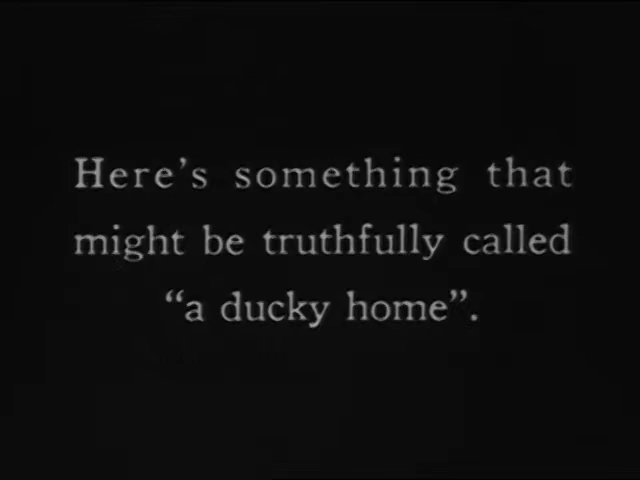 Here’s something that
might be truthfully called
“a ducky home”.